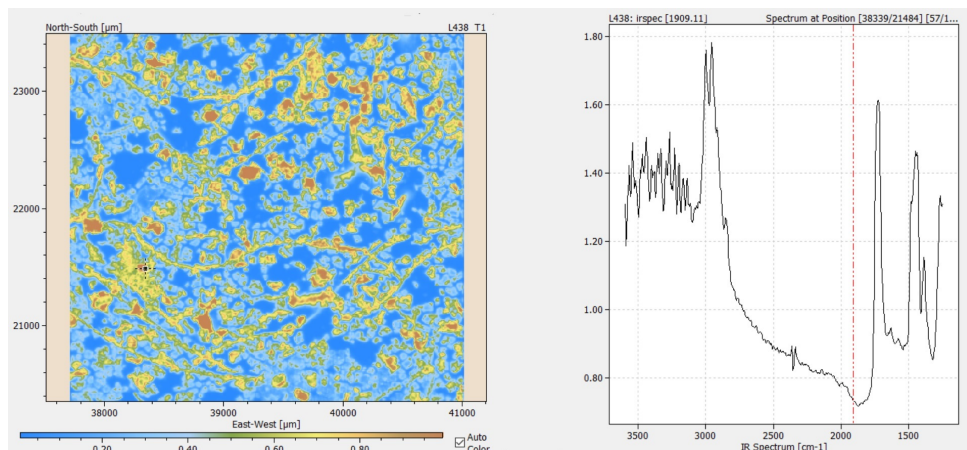 North-South [µm]
L438 T1
23000
22000
21000
38000
39000
40000
41000
East-West [µm]
0.20
0.40
0.60
0.80
Auto
Color
L438: irspec [1909.11]
Spectrum at Position [38339/21484] [57/1...
1.80
1.60
1.40
1.20
1.00
0.80
3500
3000
2500
2000
1500
IR Spectrum [cm-1]